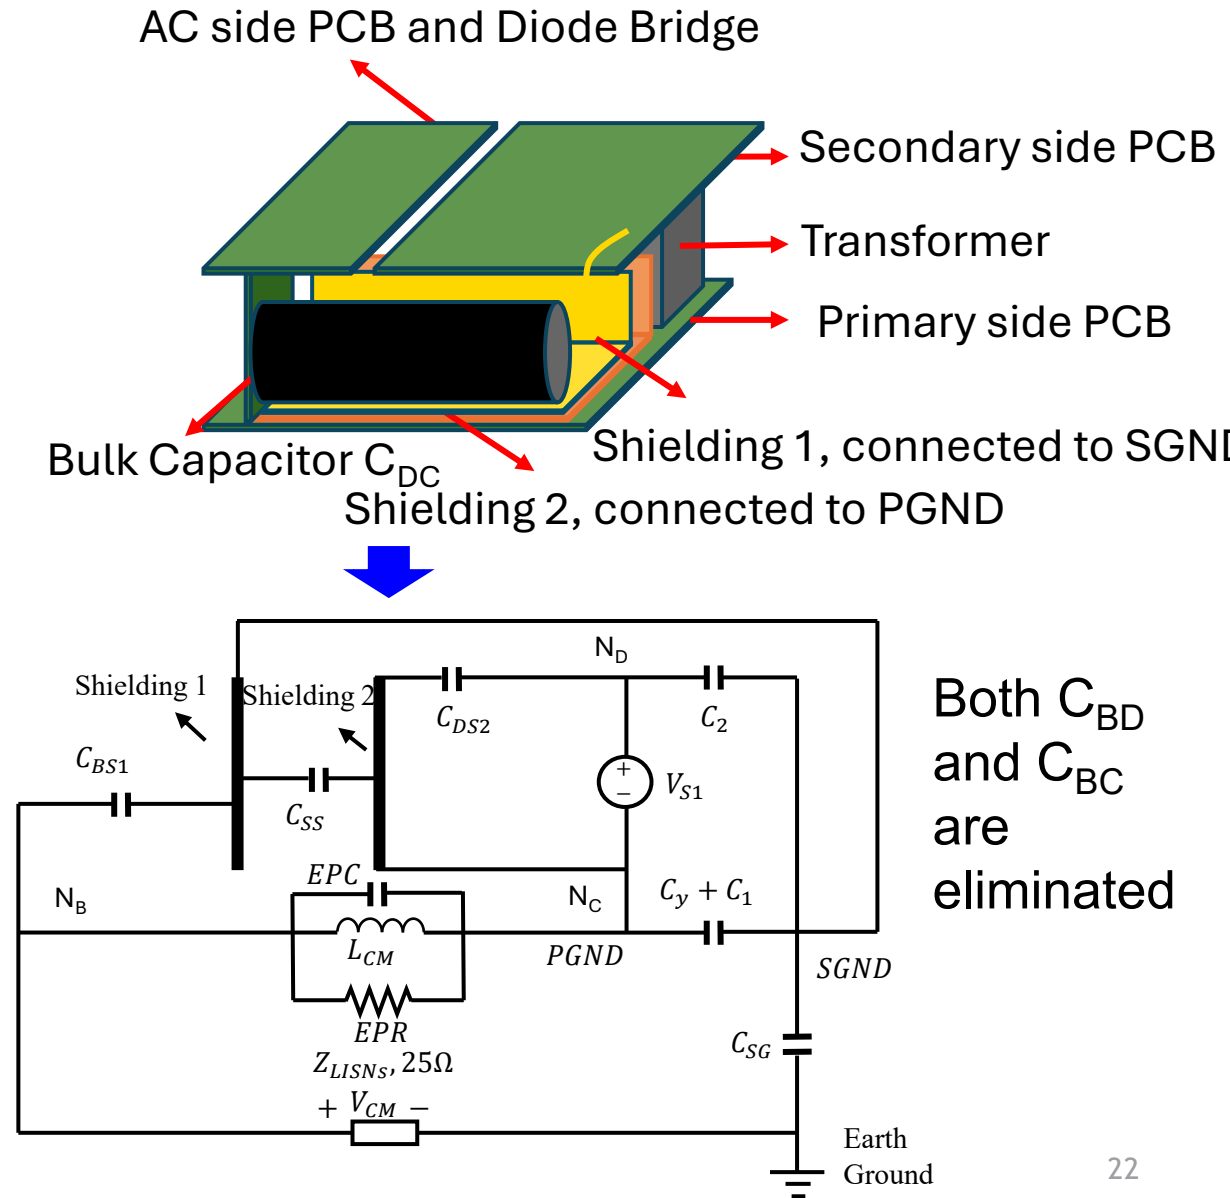 AC side PCB and Diode Bridge
Secondary side PCB
Transformer
Primary side PCB
Shielding 1, connected to SGND
Bulk Capacitor C_DC
Shielding 2, connected to PGND
N_D
Shielding 1
Shielding 2
C_DS2
C_2
C_BS1
+
−
V_S1
C_SS
Both C_BD
and C_BC
are
eliminated
EPC
N_B
N_C
C_y + C_1
L_CM
PGND
SGND
EPR
C_SG
Z_LISNs, 25Ω
+ V_CM −
Earth
Ground
22